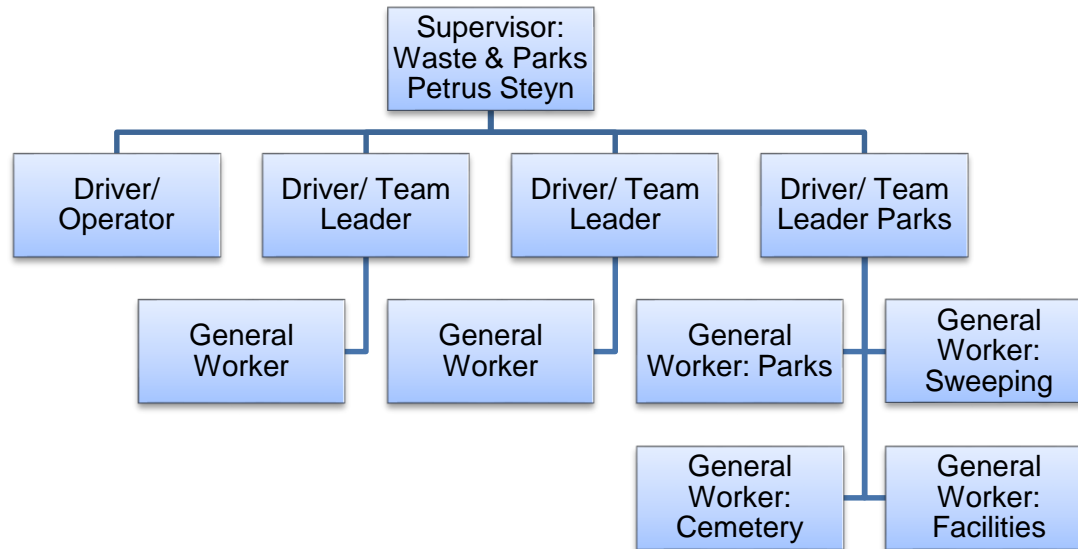 Supervisor:
Waste & Parks
Petrus Steyn
Driver/
Operator
Driver/ Team
Leader
Driver/ Team
Leader
Driver/ Team
Leader Parks
General
Worker
General
Worker
General
Worker: Parks
General
Worker:
Sweeping
General
Worker:
Cemetery
General
Worker:
Facilities